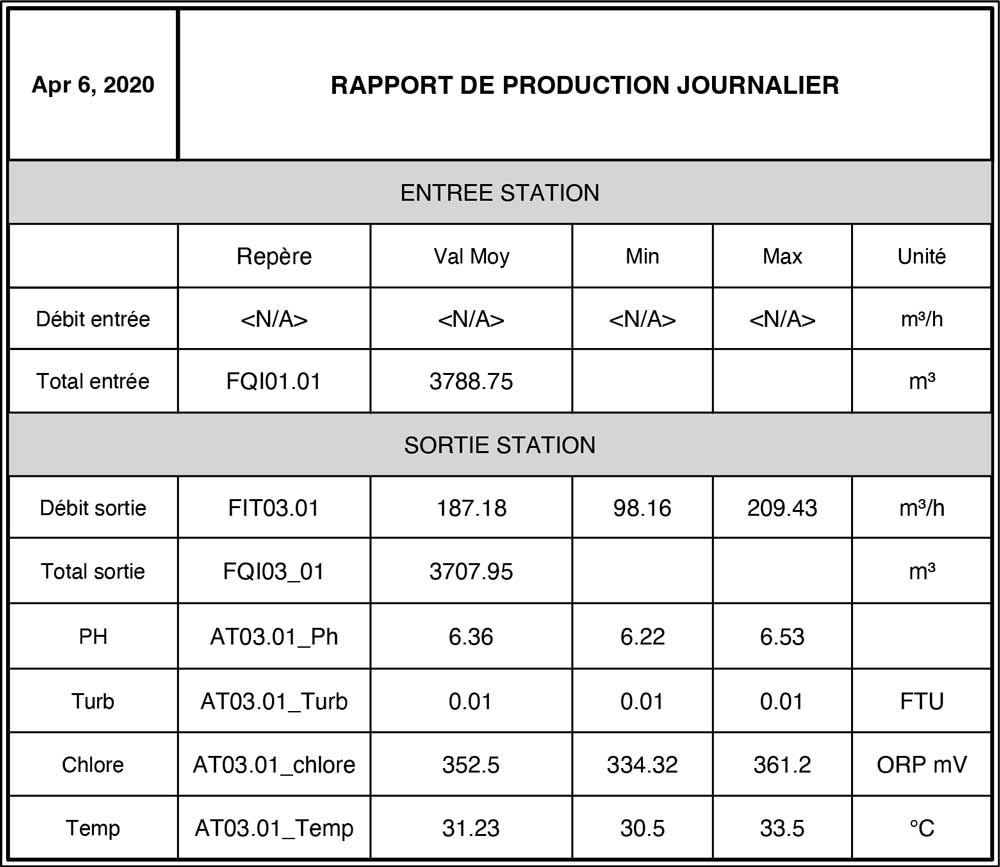 Apr 6, 2020
RAPPORT DE PRODUCTION JOURNALIER
ENTREE STATION
Repère Val Moy Min Max Unité
Débit entrée <N/A> <N/A> <N/A> <N/A> m³/h
Total entrée FQI01.01 3788.75 m³
SORTIE STATION
Débit sortie FIT03.01 187.18 98.16 209.43 m³/h
Total sortie FQI03_01 3707.95 m³
PH AT03.01_Ph 6.36 6.22 6.53
Turb AT03.01_Turb 0.01 0.01 0.01 FTU
Chlore AT03.01_chlore 352.5 334.32 361.2 ORP mV
Temp AT03.01_Temp 31.23 30.5 33.5 °C